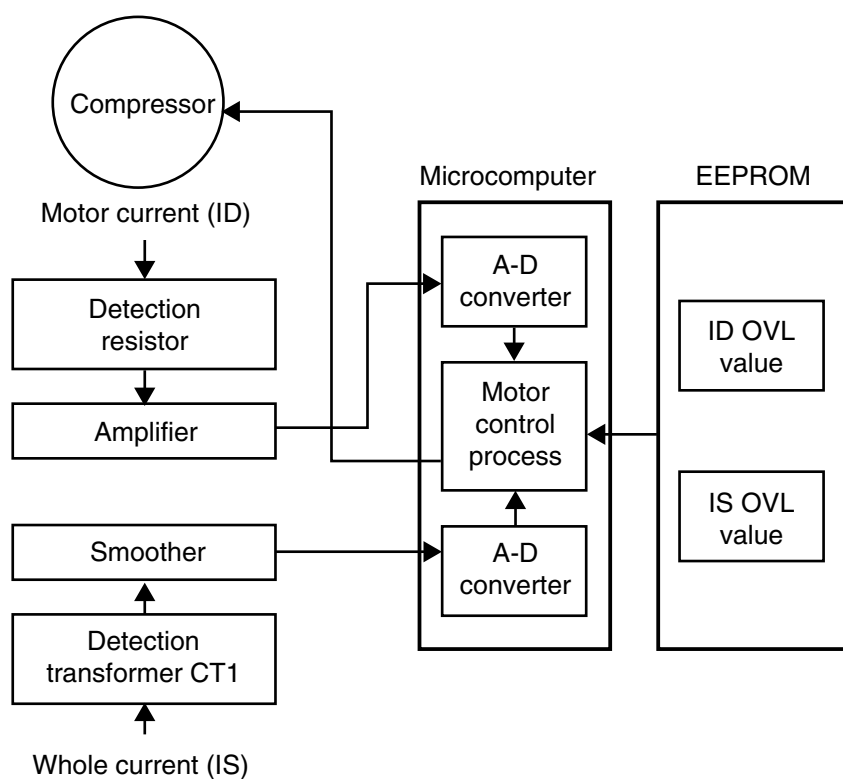 Compressor
Motor current (ID)
Detection
resistor
Amplifier
Smoother
Detection
transformer CT1
Whole current (IS)
Microcomputer
A-D
converter
Motor
control
process
A-D
converter
EEPROM
ID OVL
value
IS OVL
value